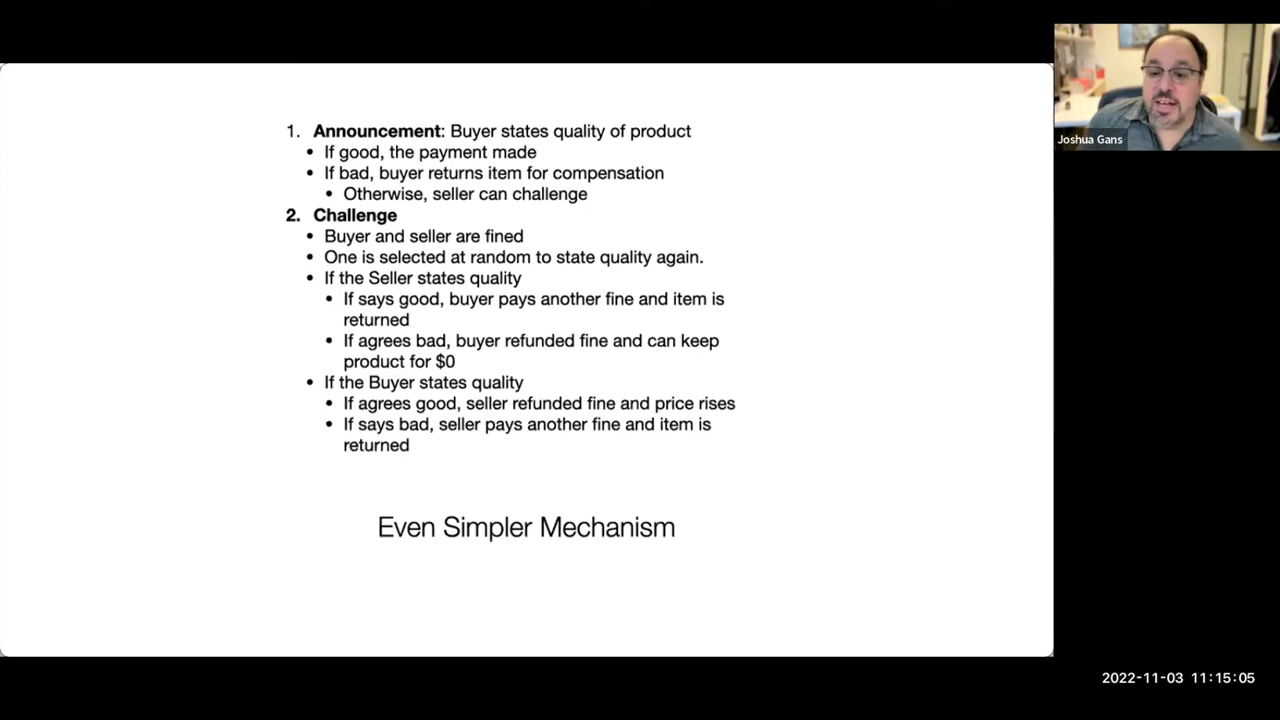 1. Announcement: Buyer states quality of product
• If good, the payment made
• If bad, buyer returns item for compensation
• Otherwise, seller can challenge
2. Challenge
• Buyer and seller are fined
• One is selected at random to state quality again.
• If the Seller states quality
• If says good, buyer pays another fine and item is
returned
• If agrees bad, buyer refunded fine and can keep
product for $0
• If the Buyer states quality
• If agrees good, seller refunded fine and price rises
• If says bad, seller pays another fine and item is
returned
Even Simpler Mechanism
Joshua Gans
2022-11-03 11:15:05